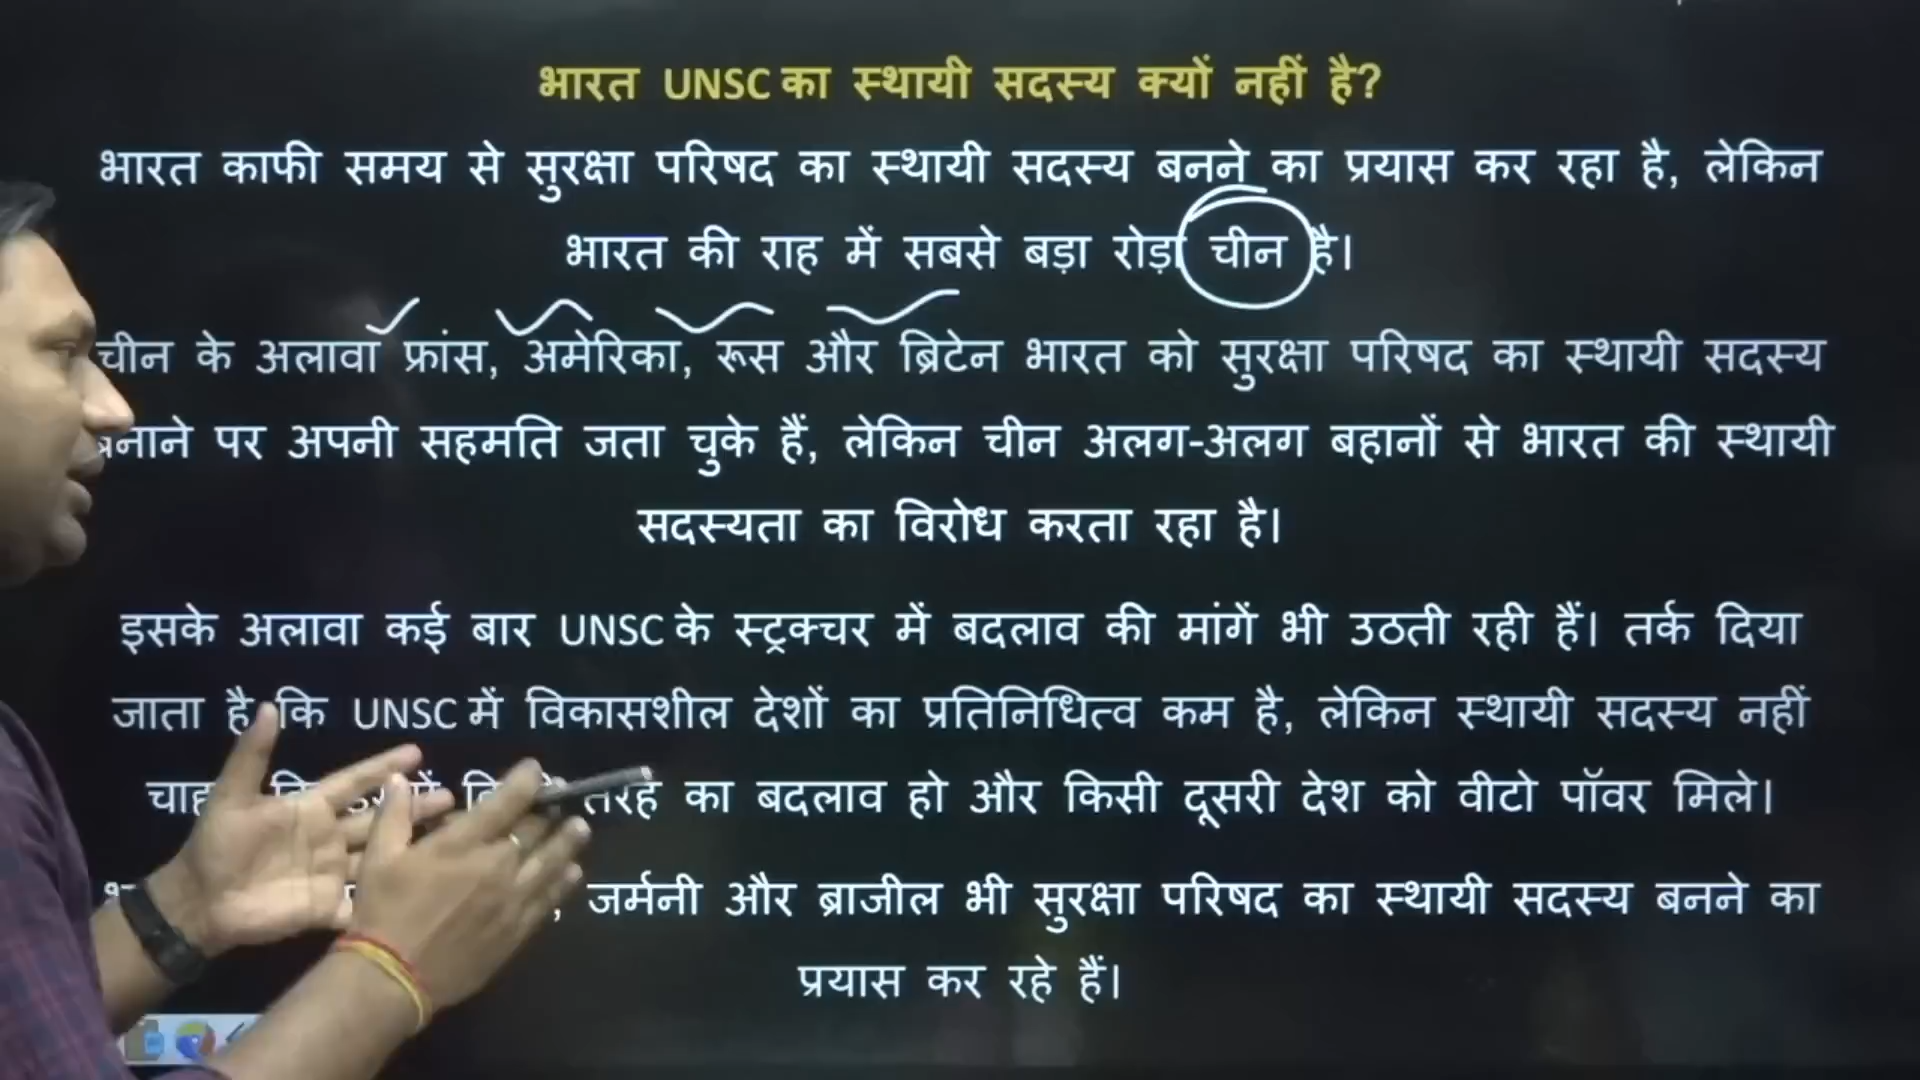 भारत UNSC का स्थायी सदस्य क्यों नहीं है?
भारत काफी समय से सुरक्षा परिषद का स्थायी सदस्य बनने का प्रयास कर रहा है, लेकिन
भारत की राह में सबसे बड़ा रोड़ा चीन है।
चीन के अलावा फ्रांस, अमेरिका, रूस और ब्रिटेन भारत को सुरक्षा परिषद का स्थायी सदस्य
बनाने पर अपनी सहमति जता चुके हैं, लेकिन चीन अलग-अलग बहानों से भारत की स्थायी
सदस्यता का विरोध करता रहा है।
इसके अलावा कई बार UNSC के स्ट्रक्चर में बदलाव की मांगें भी उठती रही हैं। तर्क दिया
जाता है कि UNSC में विकासशील देशों का प्रतिनिधित्व कम है, लेकिन स्थायी सदस्य नहीं
तरह का बदलाव हो और किसी दूसरी देश को वीटो पॉवर मिले।
, जर्मनी और ब्राजील भी सुरक्षा परिषद का स्थायी सदस्य बनने का
प्रयास कर रहे हैं।